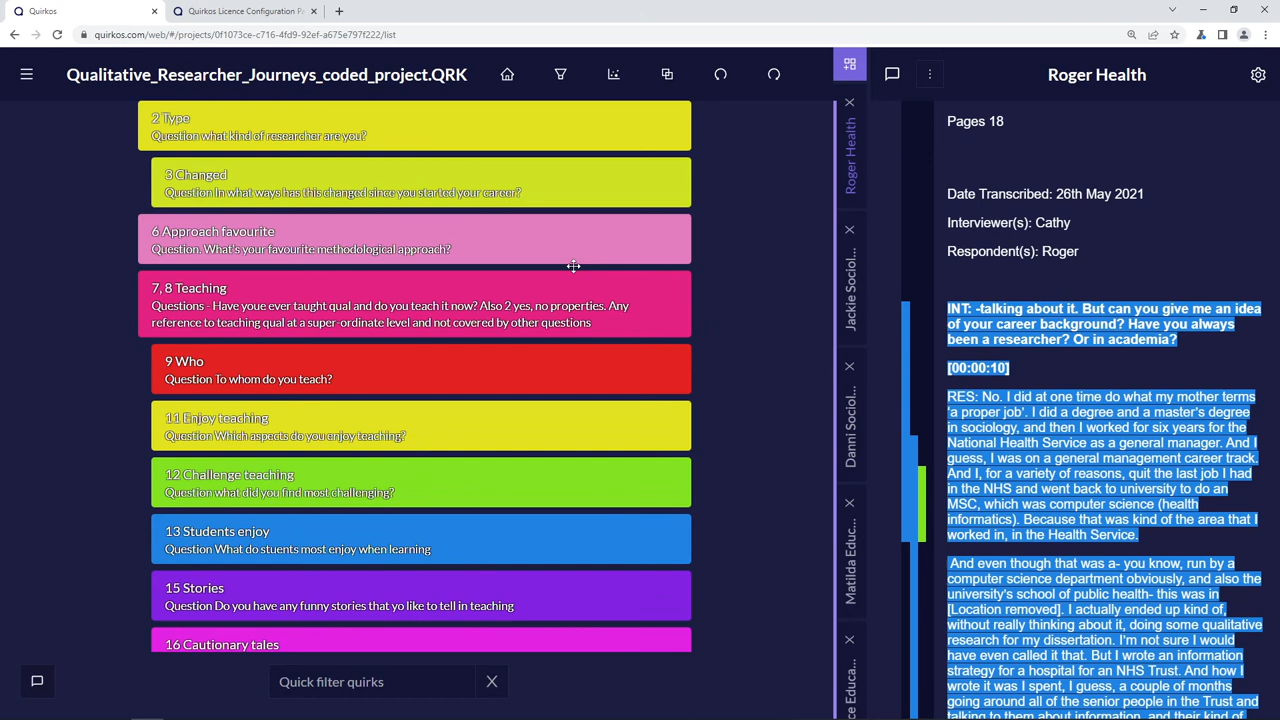 Quirkos
Quirkos Licence Configuration P
quirkos.com/web/#/projects/0f1073ce-c716-4fd9-92ef-a675e797f222/list
Qualitative_Researcher_Journeys_coded_project.QRK
Roger Health
2 Type
Question what kind of researcher are you?
3 Changed
Question In what ways has this changed since you started your career?
6 Approach favourite
Question. What's your favourite methodological approach?
7, 8 Teaching
Questions - Have youe ever taught qual and do you teach it now? Also 2 yes, no properties. Any
reference to teaching qual at a super-ordinate level and not covered by other questions
9 Who
Question To whom do you teach?
11 Enjoy teaching
Question Which aspects do you enjoy teaching?
12 Challenge teaching
Question what did you find most challenging?
13 Students enjoy
Question What do stuents most enjoy when learning
15 Stories
Question Do you have any funny stories that yo like to tell in teaching
16 Cautionary tales
Quick filter quirks
Roger Health
Jackie Sociol...
Danni Sociol...
Matilda Educ...
ce Educa...
Pages 18
Date Transcribed: 26th May 2021
Interviewer(s): Cathy
Respondent(s): Roger
INT: -talking about it. But can you give me an idea
of your career background? Have you always
been a researcher? Or in academia?
[00:00:10]
RES: No. I did at one time do what my mother terms
‘a proper job’. I did a degree and a master's degree
in sociology, and then I worked for six years for the
National Health Service as a general manager. And I
guess, I was on a general management career track.
And I, for a variety of reasons, quit the last job I had
in the NHS and went back to university to do an
MSC, which was computer science (health
informatics). Because that was kind of the area that I
worked in, in the Health Service.
And even though that was a- you know, run by a
computer science department obviously, and also the
university's school of public health- this was in
[Location removed]. I actually ended up kind of,
without really thinking about it, doing some qualitative
research for my dissertation. I'm not sure I would
have even called it that. But I wrote an information
strategy for a hospital for an NHS Trust. And how I
wrote it was I spent, I guess, a couple of months
going around all of the senior people in the Trust and
talking to them about information, and their kind of